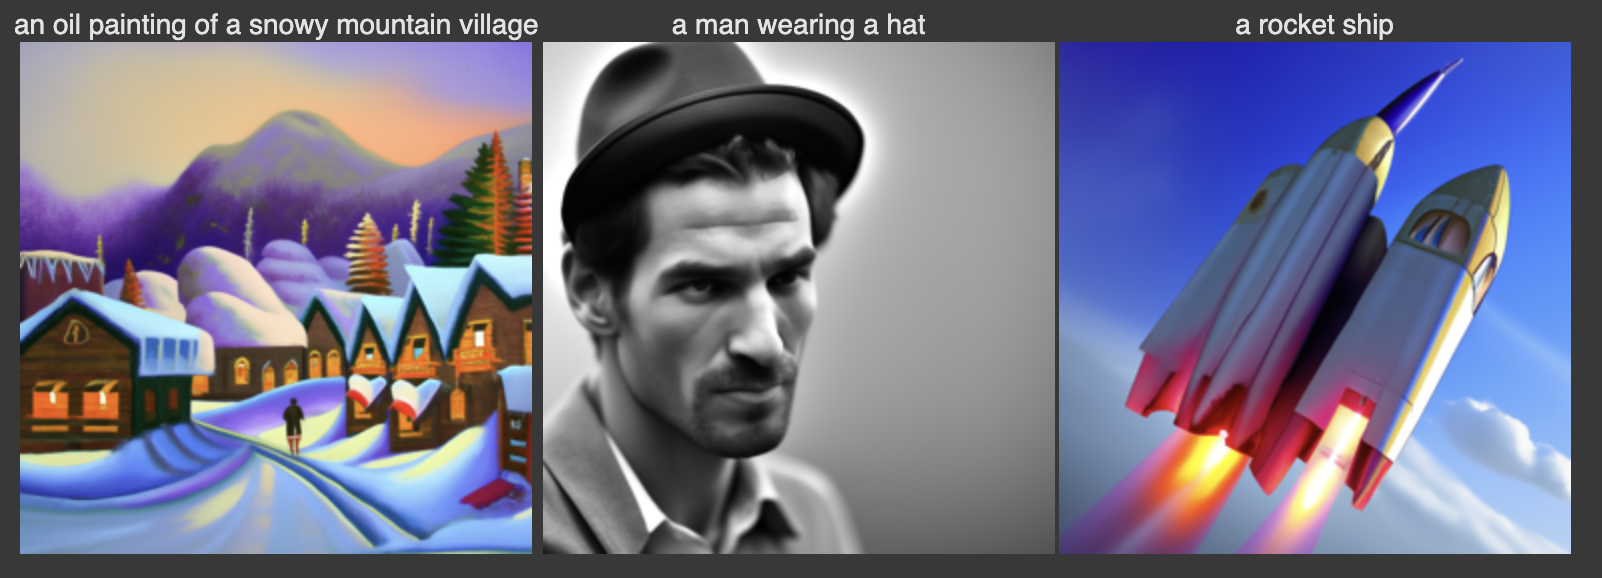 an oil painting of a snowy mountain village
a man wearing a hat
a rocket ship